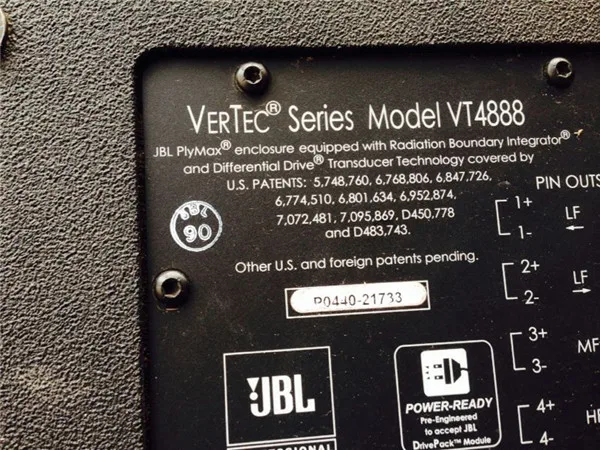 VERTEC® Series Model VT4888
JBL PlyMax® enclosure equipped with Radiation Boundary Integrator®
and Differential Drive® Transducer Technology covered by
U.S. PATENTS: 5,748,760, 6,768,806, 6,847,726,
6,774,510, 6,801,634, 6,952,874,
7,072,481, 7,095,869, D450,778
and D483,743.
Other U.S. and foreign patents pending.
JBL
90
P0440-21733
PIN OUTS
1+
LF
1-
2+
LF
2-
3+
MF
3-
4+
4-
JBL
POWER-READY
Pre-Engineered
to accept JBL
DrivePack™ Module